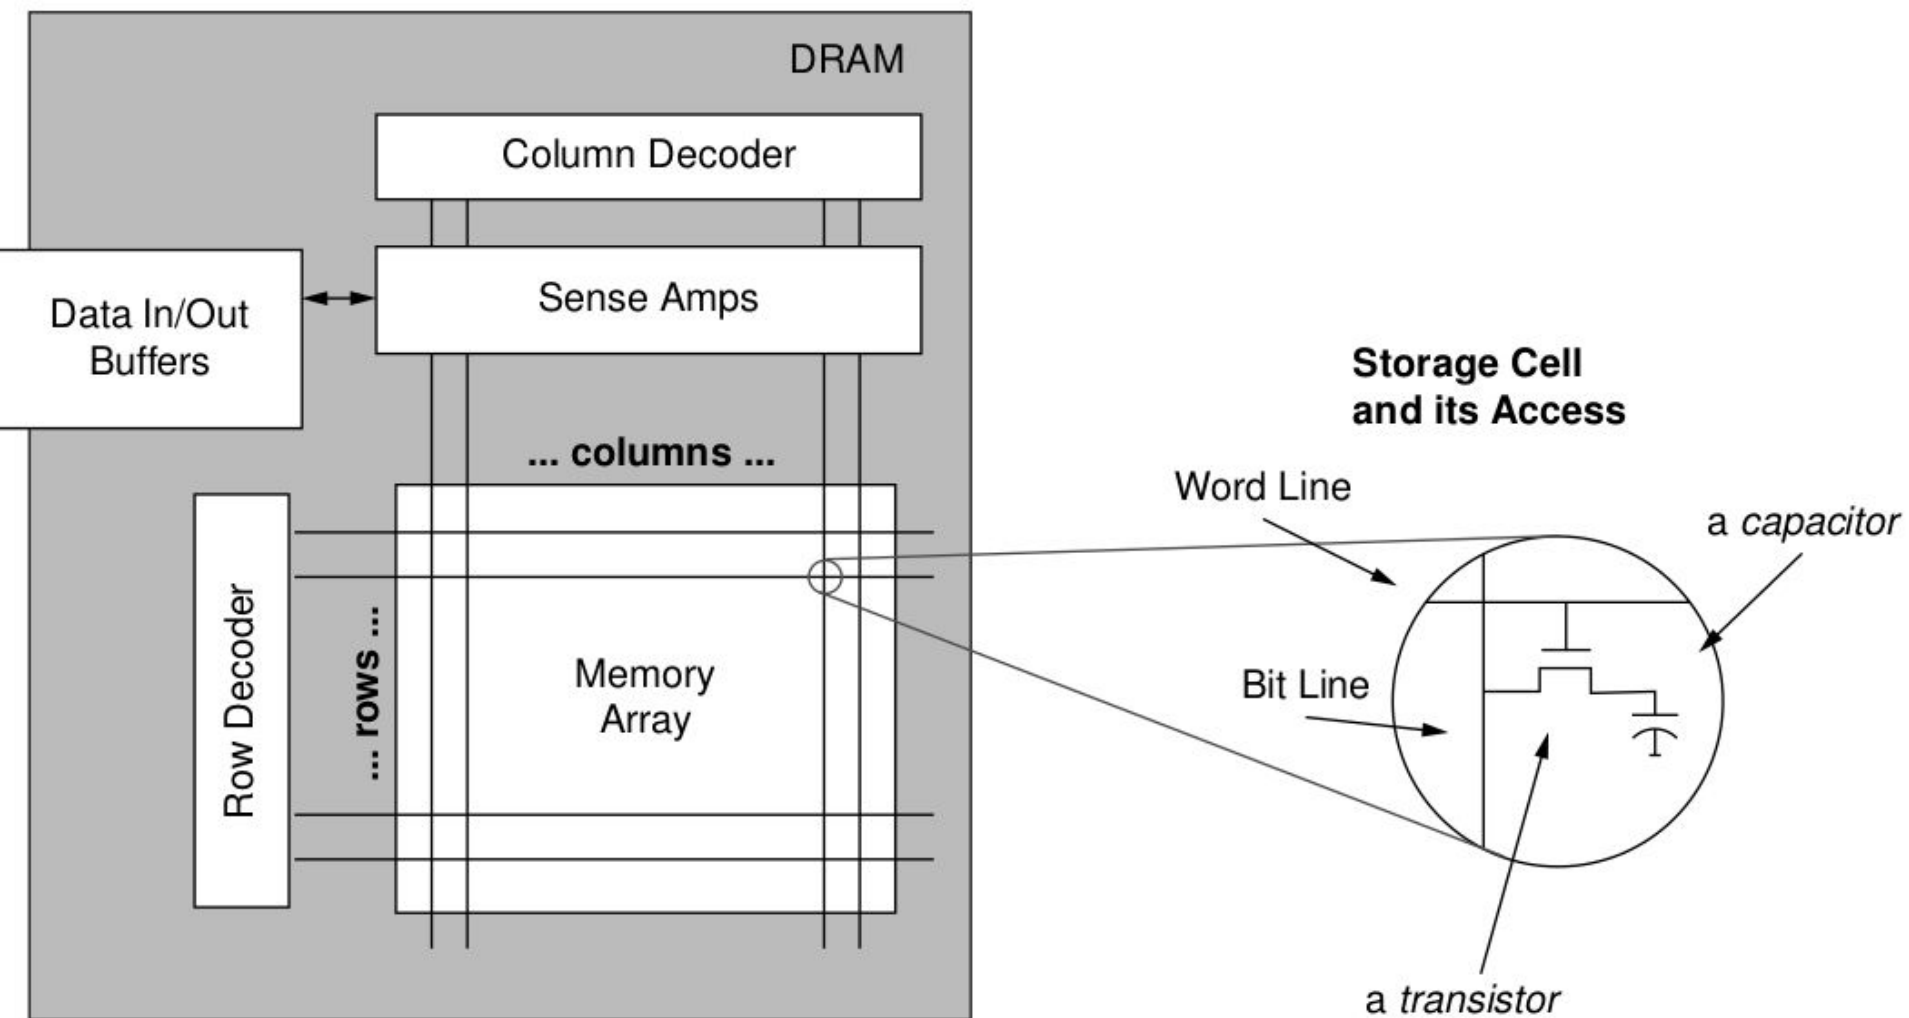 DRAM
Column Decoder
Sense Amps
Data In/Out
Buffers
... columns ...
Row Decoder
... rows ...
Memory
Array
Storage Cell
and its Access
Word Line
a capacitor
Bit Line
a transistor